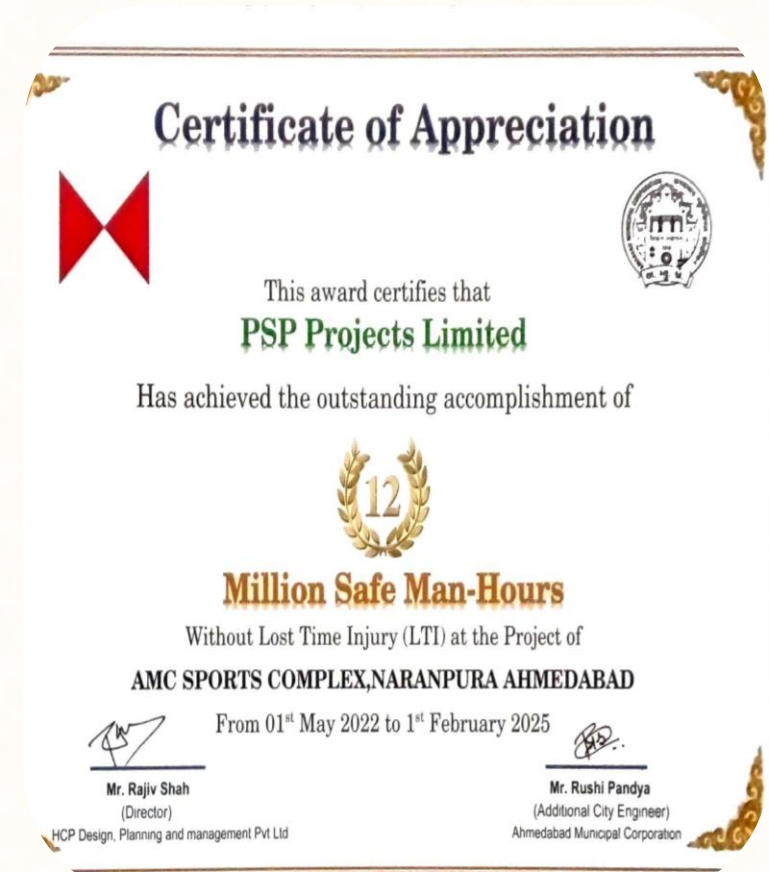 Certificate of Appreciation
This award certifies that
PSP Projects Limited
Has achieved the outstanding accomplishment of
12
Million Safe Man-Hours
Without Lost Time Injury (LTI) at the Project of
AMC SPORTS COMPLEX,NARANPURA AHMEDABAD
From 01st May 2022 to 1st February 2025
Mr. Rajiv Shah
(Director)
HCP Design, Planning and management Pvt Ltd
Mr. Rushi Pandya
(Additional City Engineer)
Ahmedabad Municipal Corporation